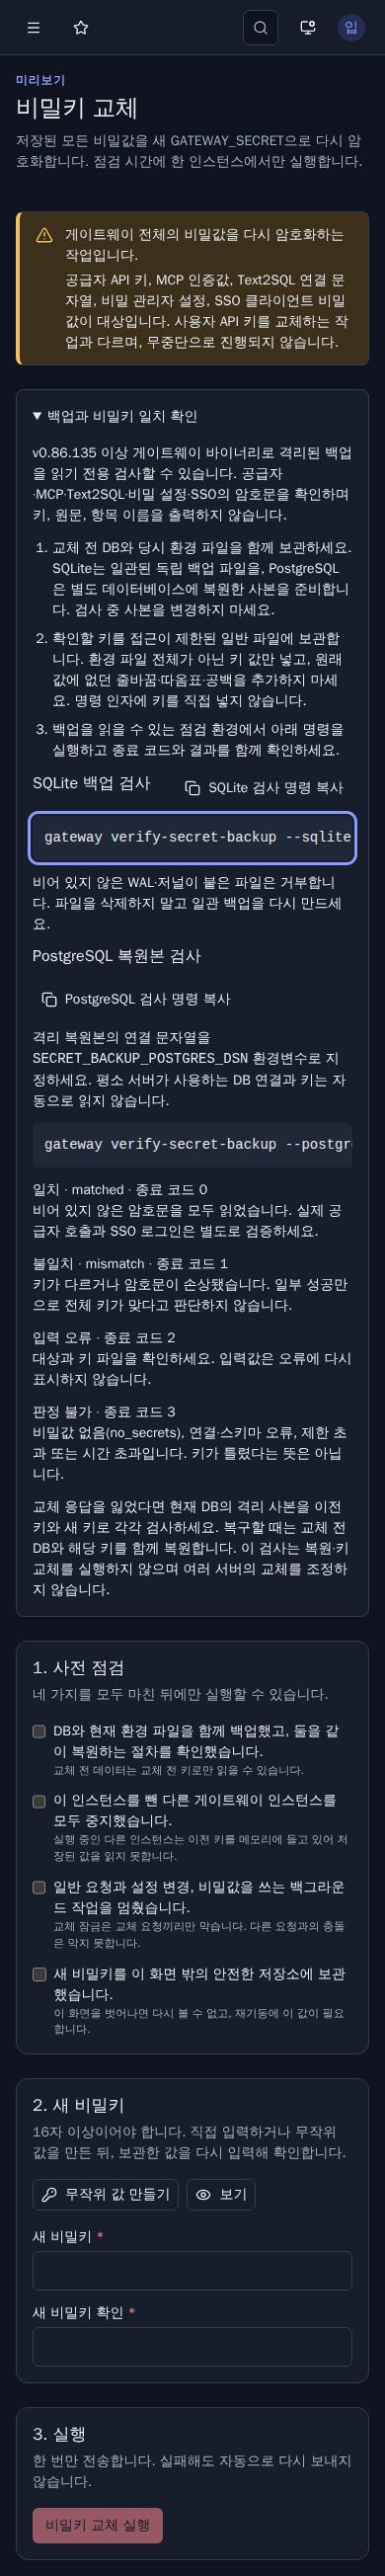 입
미리보기
비밀키 교체
저장된 모든 비밀값을 새 GATEWAY_SECRET으로 다시 암
호화합니다. 점검 시간에 한 인스턴스에서만 실행합니다.
게이트웨이 전체의 비밀값을 다시 암호화하는
작업입니다.
공급자 API 키, MCP 인증값, Text2SQL 연결 문
자열, 비밀 관리자 설정, SSO 클라이언트 비밀
값이 대상입니다. 사용자 API 키를 교체하는 작
업과 다르며, 무중단으로 진행되지 않습니다.
▼ 백업과 비밀키 일치 확인
v0.86.135 이상 게이트웨이 바이너리로 격리된 백업
을 읽기 전용 검사할 수 있습니다. 공급자
·MCP·Text2SQL·비밀 설정·SSO의 암호문을 확인하며
키, 원문, 항목 이름을 출력하지 않습니다.
1. 교체 전 DB와 당시 환경 파일을 함께 보관하세요.
SQLite는 일관된 독립 백업 파일을, PostgreSQL
은 별도 데이터베이스에 복원한 사본을 준비합니
다. 검사 중 사본을 변경하지 마세요.
2. 확인할 키를 접근이 제한된 일반 파일에 보관합
니다. 환경 파일 전체가 아닌 키 값만 넣고, 원래
값에 없던 줄바꿈·따옴표·공백을 추가하지 마세
요. 명령 인자에 키를 직접 넣지 않습니다.
3. 백업을 읽을 수 있는 점검 환경에서 아래 명령을
실행하고 종료 코드와 결과를 함께 확인하세요.
SQLite 백업 검사
SQLite 검사 명령 복사
gateway verify-secret-backup --sqlite
비어 있지 않은 WAL·저널이 붙은 파일은 거부합니
다. 파일을 삭제하지 말고 일관 백업을 다시 만드세
요.
PostgreSQL 복원본 검사
PostgreSQL 검사 명령 복사
격리 복원본의 연결 문자열을
SECRET_BACKUP_POSTGRES_DSN 환경변수로 지
정하세요. 평소 서버가 사용하는 DB 연결과 키는 자
동으로 읽지 않습니다.
gateway verify-secret-backup --postgr
일치 · matched · 종료 코드 0
비어 있지 않은 암호문을 모두 읽었습니다. 실제 공
급자 호출과 SSO 로그인은 별도로 검증하세요.
불일치 · mismatch · 종료 코드 1
키가 다르거나 암호문이 손상됐습니다. 일부 성공만
으로 전체 키가 맞다고 판단하지 않습니다.
입력 오류 · 종료 코드 2
대상과 키 파일을 확인하세요. 입력값은 오류에 다시
표시하지 않습니다.
판정 불가 · 종료 코드 3
비밀값 없음(no_secrets), 연결·스키마 오류, 제한 초
과 또는 시간 초과입니다. 키가 틀렸다는 뜻은 아닙
니다.
교체 응답을 잃었다면 현재 DB의 격리 사본을 이전
키와 새 키로 각각 검사하세요. 복구할 때는 교체 전
DB와 해당 키를 함께 복원합니다. 이 검사는 복원·키
교체를 실행하지 않으며 여러 서버의 교체를 조정하
지 않습니다.
1. 사전 점검
네 가지를 모두 마친 뒤에만 실행할 수 있습니다.
DB와 현재 환경 파일을 함께 백업했고, 둘을 같
이 복원하는 절차를 확인했습니다.
교체 전 데이터는 교체 전 키로만 읽을 수 있습니다.
이 인스턴스를 뺀 다른 게이트웨이 인스턴스를
모두 중지했습니다.
실행 중인 다른 인스턴스는 이전 키를 메모리에 들고 있어 저
장된 값을 읽지 못합니다.
일반 요청과 설정 변경, 비밀값을 쓰는 백그라운
드 작업을 멈췄습니다.
교체 잠금은 교체 요청끼리만 막습니다. 다른 요청과의 충돌
은 막지 못합니다.
새 비밀키를 이 화면 밖의 안전한 저장소에 보관
했습니다.
이 화면을 벗어나면 다시 볼 수 없고, 재기동에 이 값이 필요
합니다.
2. 새 비밀키
16자 이상이어야 합니다. 직접 입력하거나 무작위
값을 만든 뒤, 보관한 값을 다시 입력해 확인합니다.
무작위 값 만들기
보기
새 비밀키 *
새 비밀키 확인 *
3. 실행
한 번만 전송합니다. 실패해도 자동으로 다시 보내지
않습니다.
비밀키 교체 실행